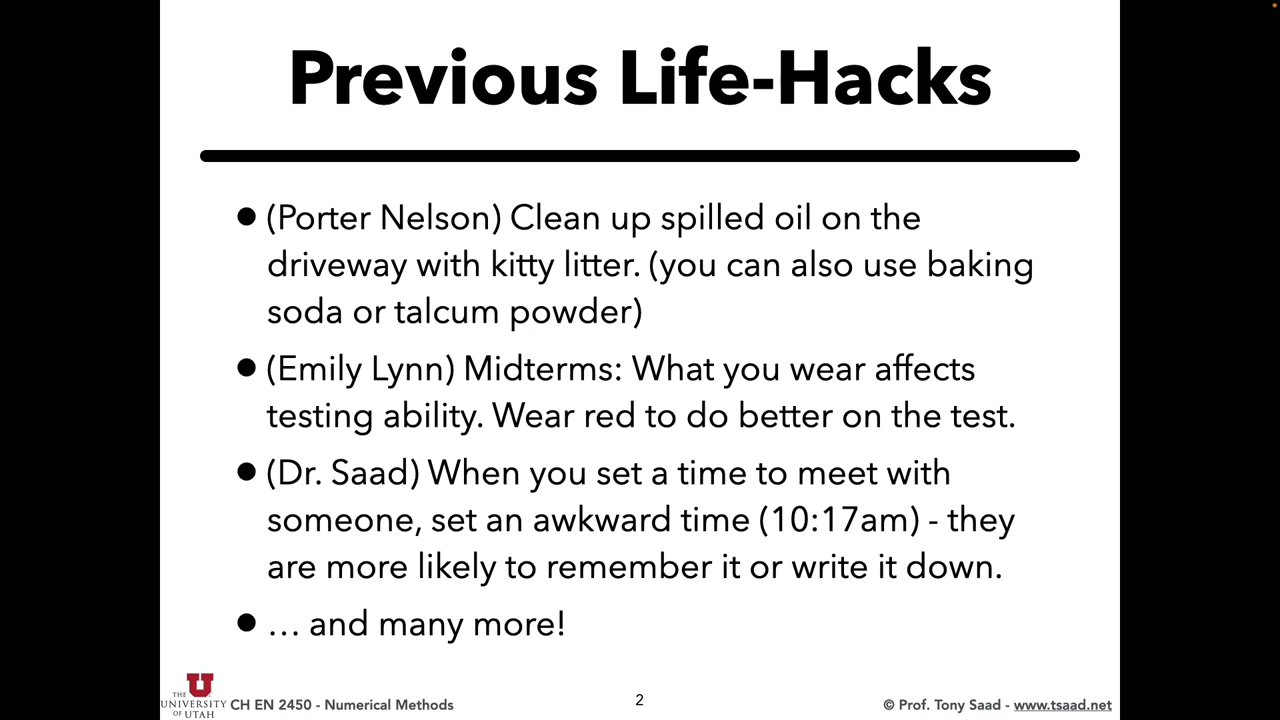 Previous Life-Hacks
• (Porter Nelson) Clean up spilled oil on the
driveway with kitty litter. (you can also use baking
soda or talcum powder)
• (Emily Lynn) Midterms: What you wear affects
testing ability. Wear red to do better on the test.
• (Dr. Saad) When you set a time to meet with
someone, set an awkward time (10:17am) - they
are more likely to remember it or write it down.
• … and many more!
THE
UNIVERSITY
OF UTAH
CH EN 2450 - Numerical Methods
2
© Prof. Tony Saad - www.tsaad.net